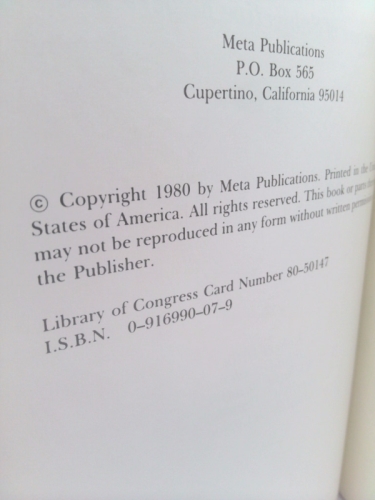 Meta Publications
P.O. Box 565
Cupertino, California 95014
© Copyright 1980 by Meta Publications. Printed in the
States of America. All rights reserved. This book or parts
may not be reproduced in any form without written
the Publisher.
Library of Congress Card Number 80-50147
I.S.B.N. 0-916990-07-9